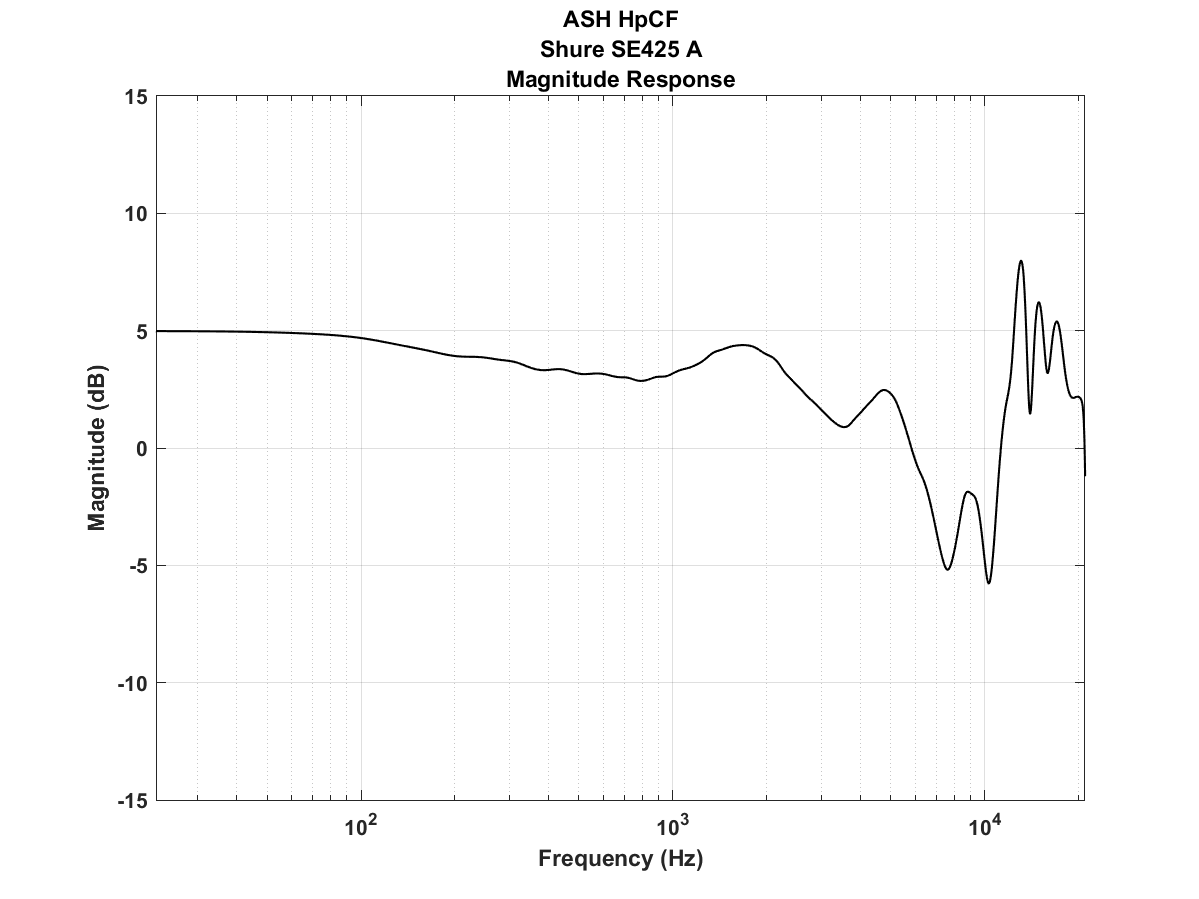 ASH HpCF
Shure SE425 A
Magnitude Response
15
10
5
0
-5
-10
-15
Magnitude (dB)
10²
10³
10⁴
Frequency (Hz)